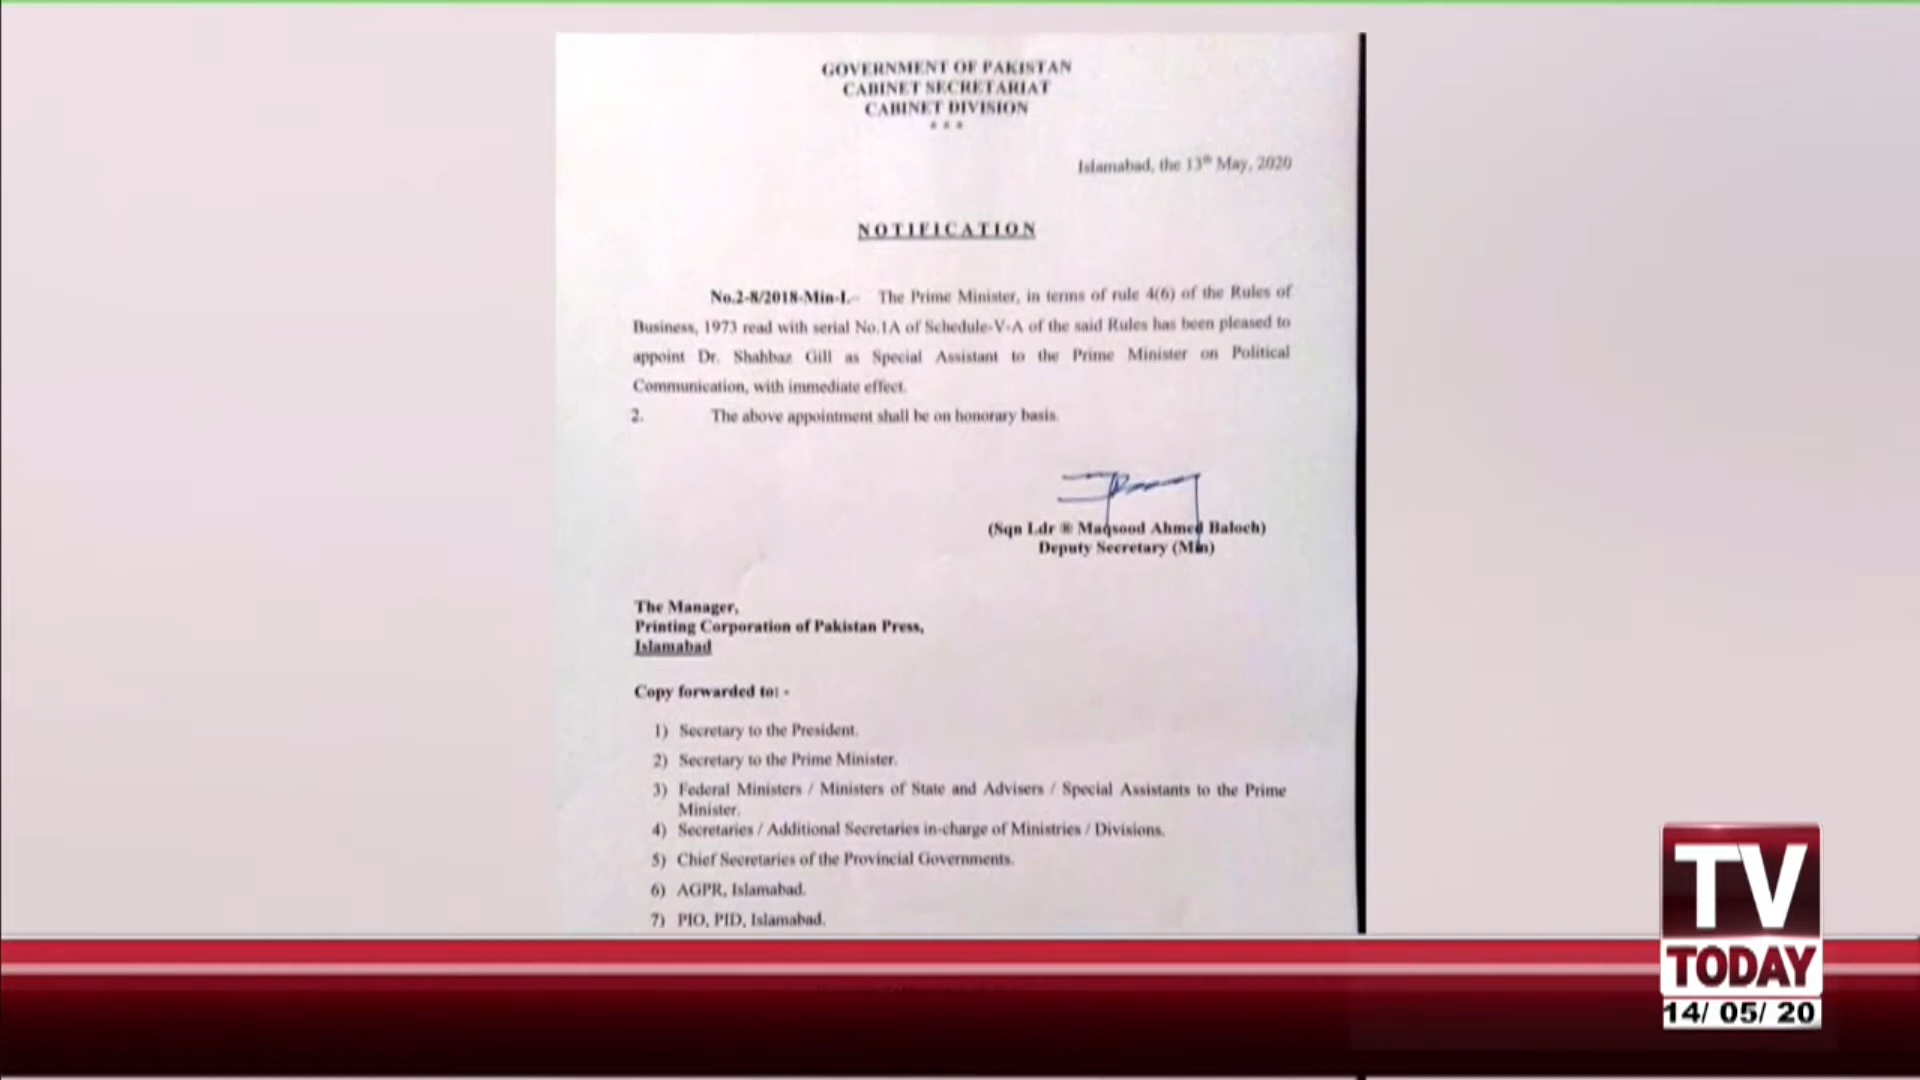 GOVERNMENT OF PAKISTAN
CABINET SECRETARIAT
CABINET DIVISION
***
Islamabad, the 13th May, 2020
NOTIFICATION
No.2-8/2018-Min-I.- The Prime Minister, in terms of rule 4(6) of the Rules of
Business, 1973 read with serial No.1A of Schedule-V-A of the said Rules has been pleased to
appoint Dr. Shahbaz Gill as Special Assistant to the Prime Minister on Political
Communication, with immediate effect.
2. The above appointment shall be on honorary basis.
(Sqn Ldr ® Maqsood Ahmed Baloch)
Deputy Secretary (Min)
The Manager,
Printing Corporation of Pakistan Press,
Islamabad
Copy forwarded to: -
1) Secretary to the President.
2) Secretary to the Prime Minister.
3) Federal Ministers / Ministers of State and Advisers / Special Assistants to the Prime
Minister.
4) Secretaries / Additional Secretaries in-charge of Ministries / Divisions.
5) Chief Secretaries of the Provincial Governments.
6) AGPR, Islamabad.
7) PIO, PID, Islamabad.
TV
TODAY
14/ 05/ 20